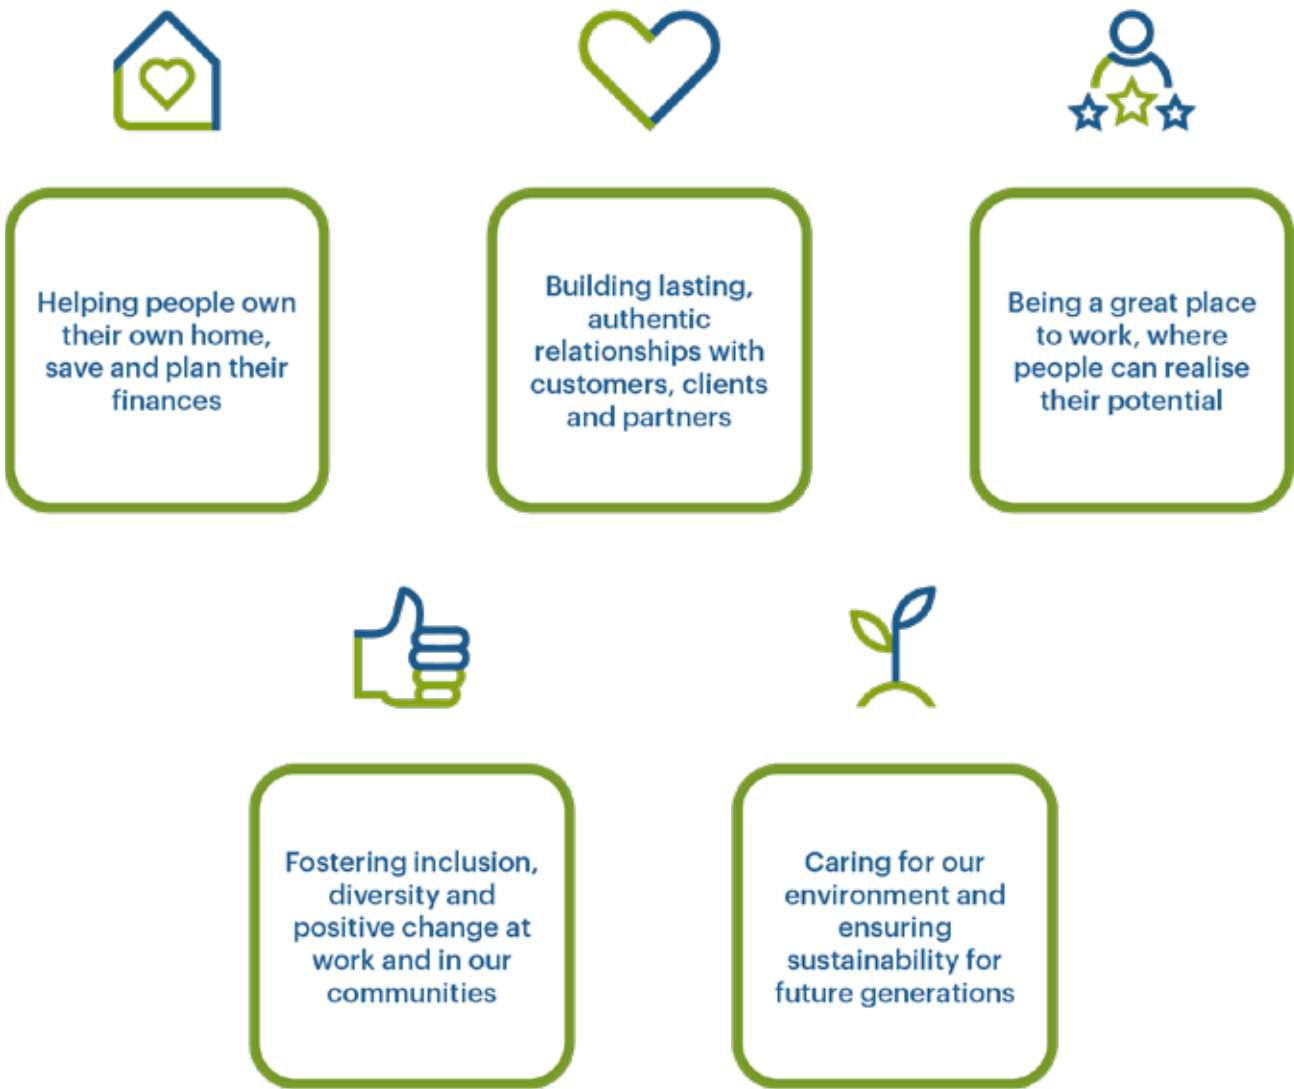 Helping people own
their own home,
save and plan their
finances
Building lasting,
authentic
relationships with
customers, clients
and partners
Being a great place
to work, where
people can realise
their potential
Fostering inclusion,
diversity and
positive change at
work and in our
communities
Caring for our
environment and
ensuring
sustainability for
future generations